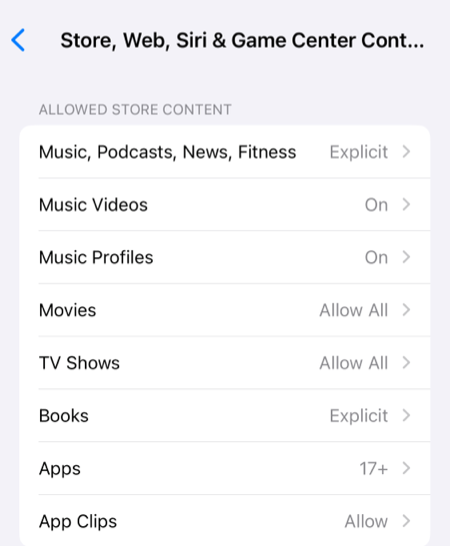 Store, Web, Siri & Game Center Cont...
ALLOWED STORE CONTENT
Music, Podcasts, News, Fitness Explicit
Music Videos On
Music Profiles On
Movies Allow All
TV Shows Allow All
Books Explicit
Apps 17+
App Clips Allow